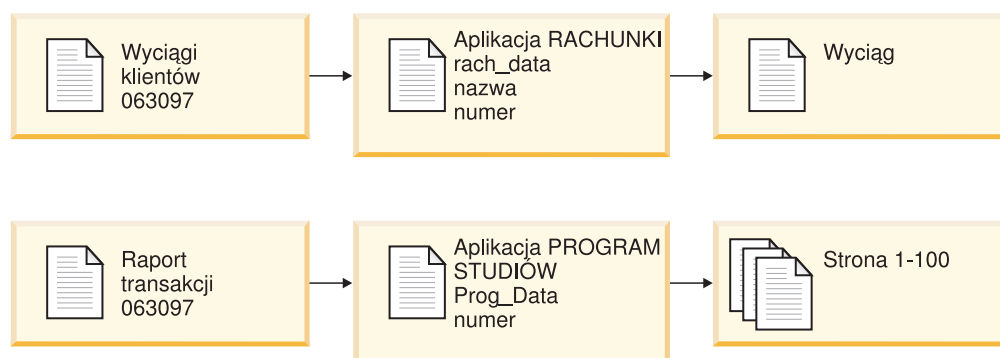 Wyciągi
klientów
063097
Aplikacja RACHUNKI
rach_data
nazwa
numer
Wyciąg
Raport
transakcji
063097
Aplikacja PROGRAM
STUDIÓW
Prog_Data
numer
Strona 1-100